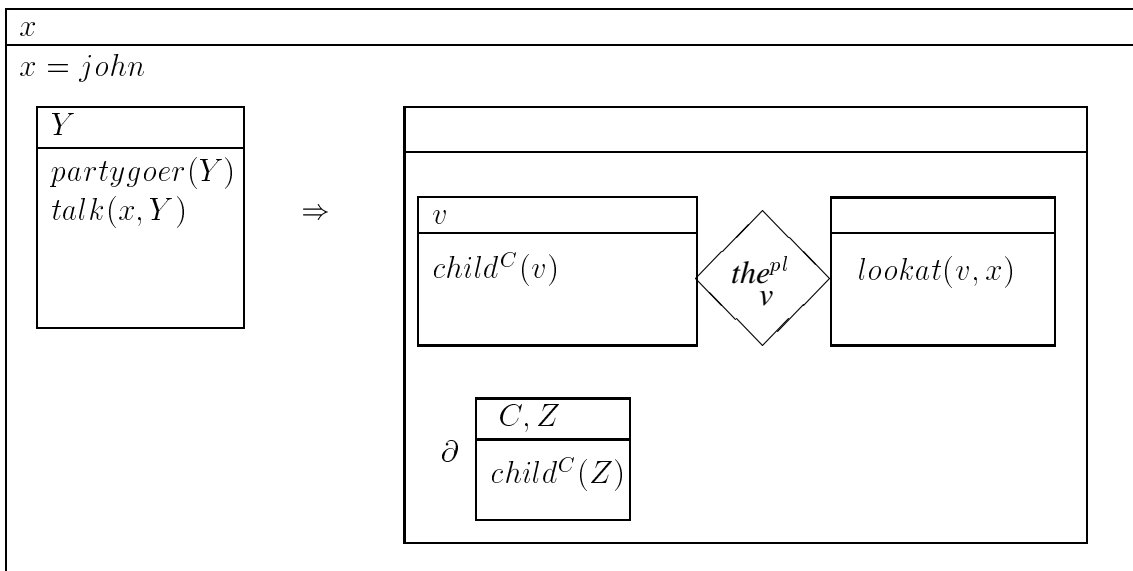 x
x = john
Y
partygoer(Y)
talk(x, Y)
⇒
v
child^C(v)
the^pl
v
lookat(v, x)
∂
C, Z
child^C(Z)